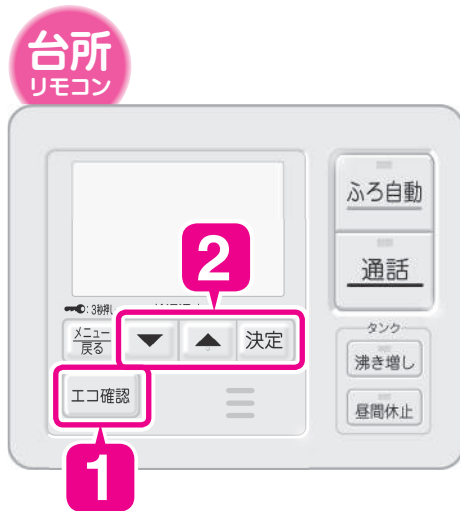 台所
リモコン
ふろ自動
通話
2
:3秒押し
メニュー
戻る
▼
▲
決定
タンク
沸き増し
エコ確認
昼間休止
1